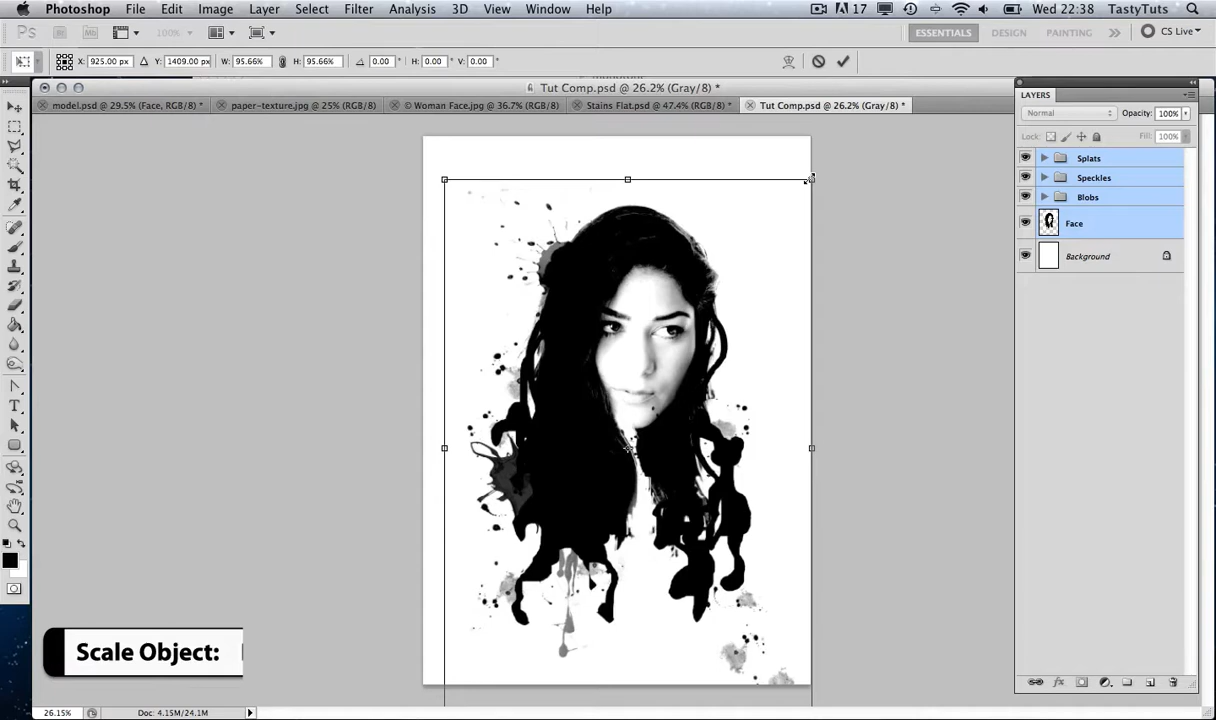 Photoshop File Edit Image Layer Select Filter Analysis 3D View Window Help A 17 Wed 22:38 TastyTuts
Ps Br Mb 100% ESSENTIALS DESIGN PAINTING >> CS Live
X: 925.00 px Y: 1409.00 px W: 95.66% H: 95.66% 0.00 ° H: 0.00 ° V: 0.00 °
Tut Comp.psd @ 26.2% (Gray/8) *
model.psd @ 29.5% (Face, RGB/8) * paper-texture.jpg @ 25% (RGB/8) © Woman Face.jpg @ 36.7% (RGB/8) Stains Flat.psd @ 47.4% (RGB/8) * Tut Comp.psd @ 26.2% (Gray/8) *
LAYERS
Normal Opacity: 100%
Lock: Fill: 100%
Splats
Speckles
Blobs
Face
Background
Scale Object:
26.15% Doc: 4.15M/24.1M